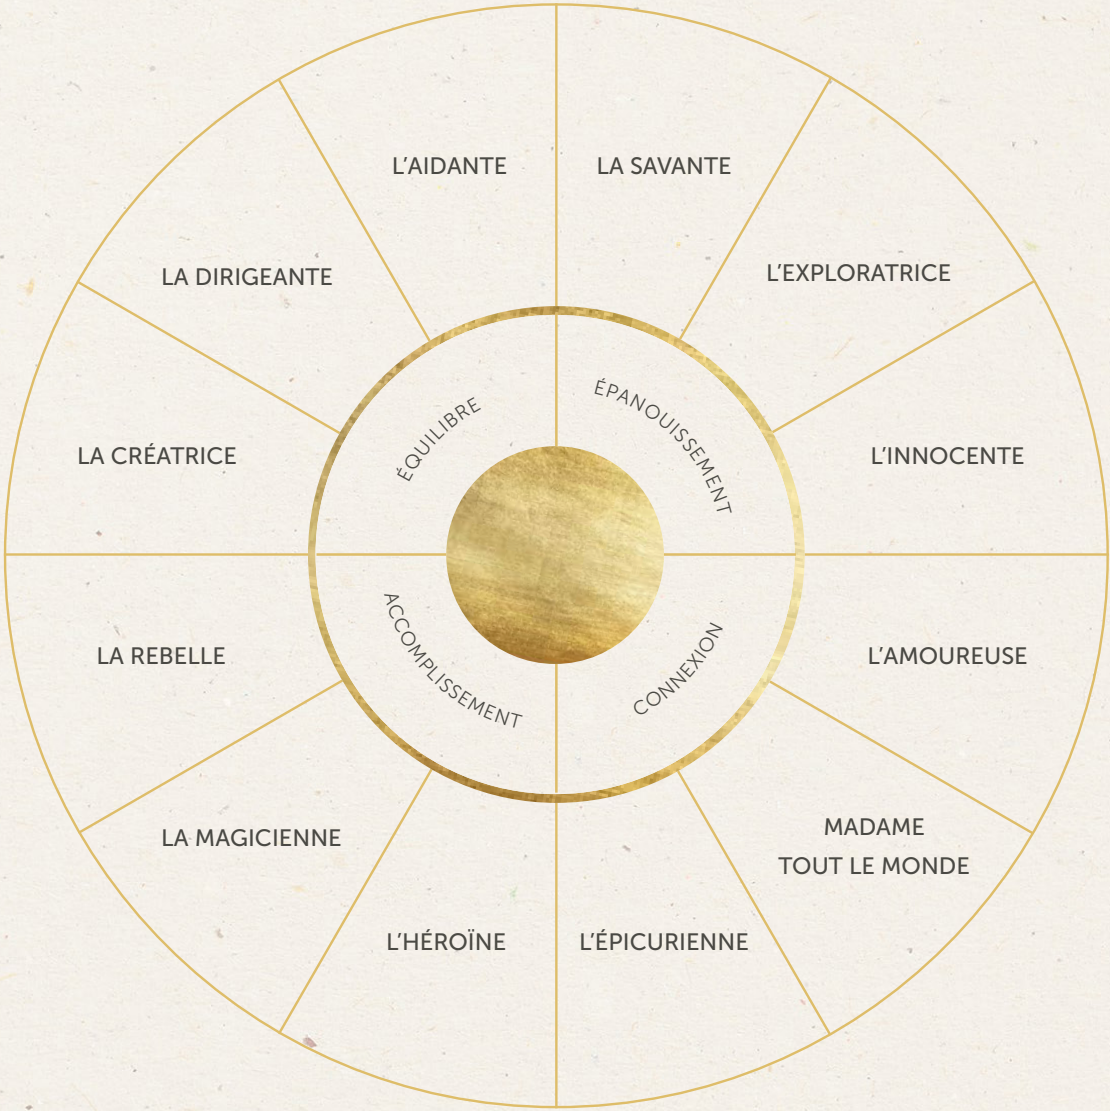 L'AIDANTE
LA SAVANTE
LA DIRIGEANTE
L'EXPLORATRICE
LA CRÉATRICE
L'INNOCENTE
ÉQUILIBRE
ÉPANOUISSEMENT
ACCOMPLISSEMENT
CONNEXION
LA REBELLE
L'AMOUREUSE
LA MAGICIENNE
MADAME
TOUT LE MONDE
L'HÉROÏNE
L'ÉPICURIENNE